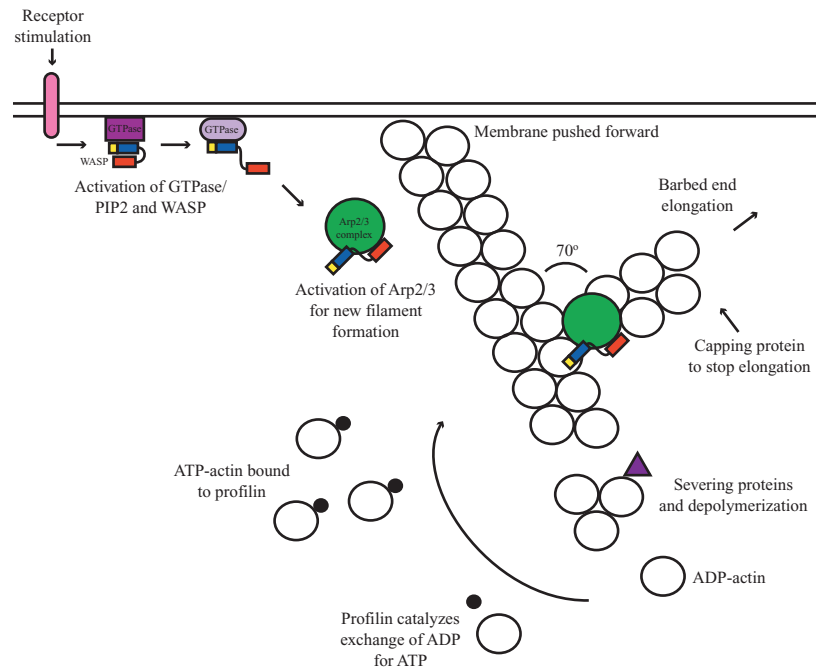 Receptor
stimulation
GTPase
GTPase
WASP
Activation of GTPase/
PIP2 and WASP
Arp2/3
complex
Activation of Arp2/3
for new filament
formation
Membrane pushed forward
70°
Barbed end
elongation
Capping protein
to stop elongation
ATP-actin bound
to profilin
Severing proteins
and depolymerization
ADP-actin
Profilin catalyzes
exchange of ADP
for ATP